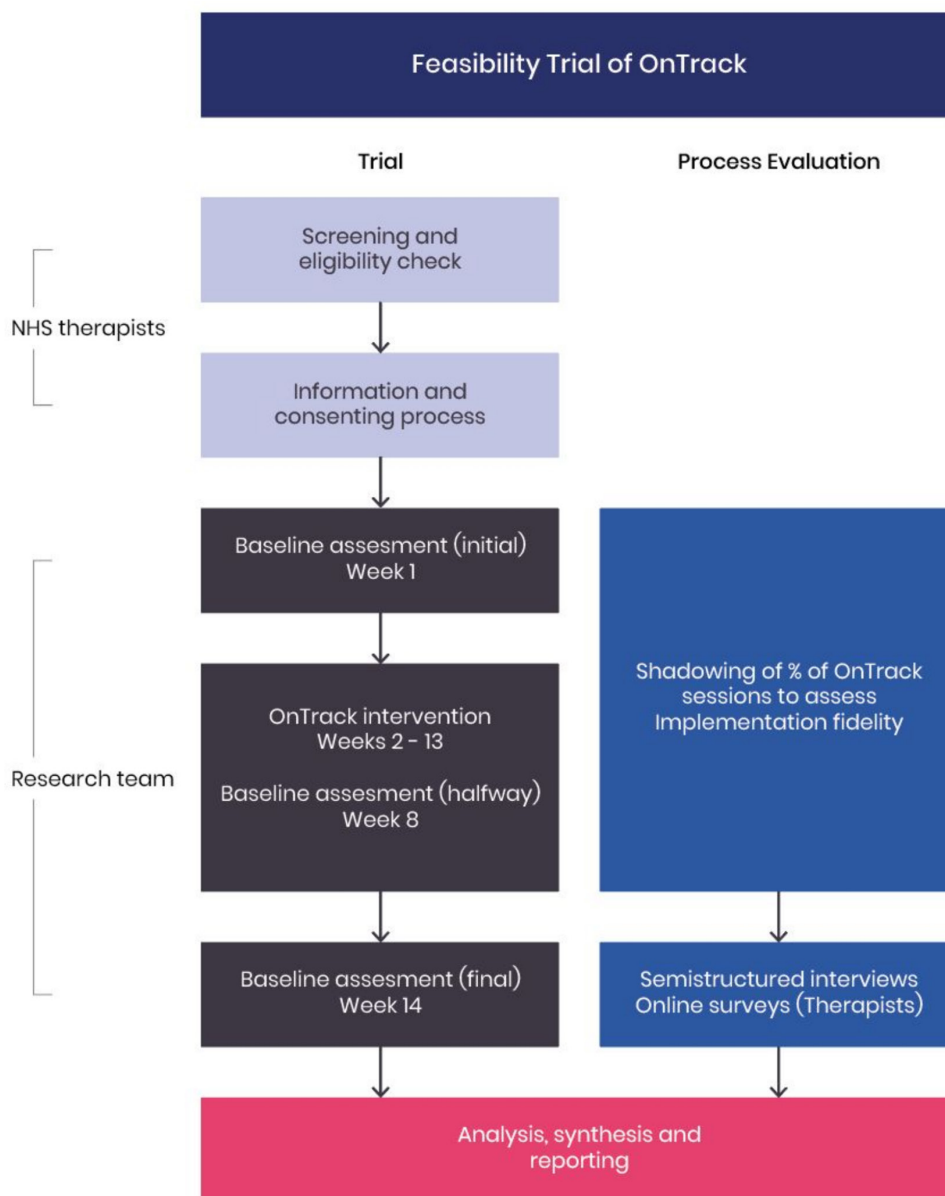 Feasibility Trial of OnTrack
Trial
Process Evaluation
Screening and
eligibility check
NHS therapists
Information and
consenting process
Baseline assesment (initial)
Week 1
OnTrack intervention
Weeks 2 - 13
Baseline assesment (halfway)
Week 8
Research team
Shadowing of % of OnTrack
sessions to assess
Implementation fidelity
Baseline assesment (final)
Week 14
Semistructured interviews
Online surveys (Therapists)
Analysis, synthesis and
reporting